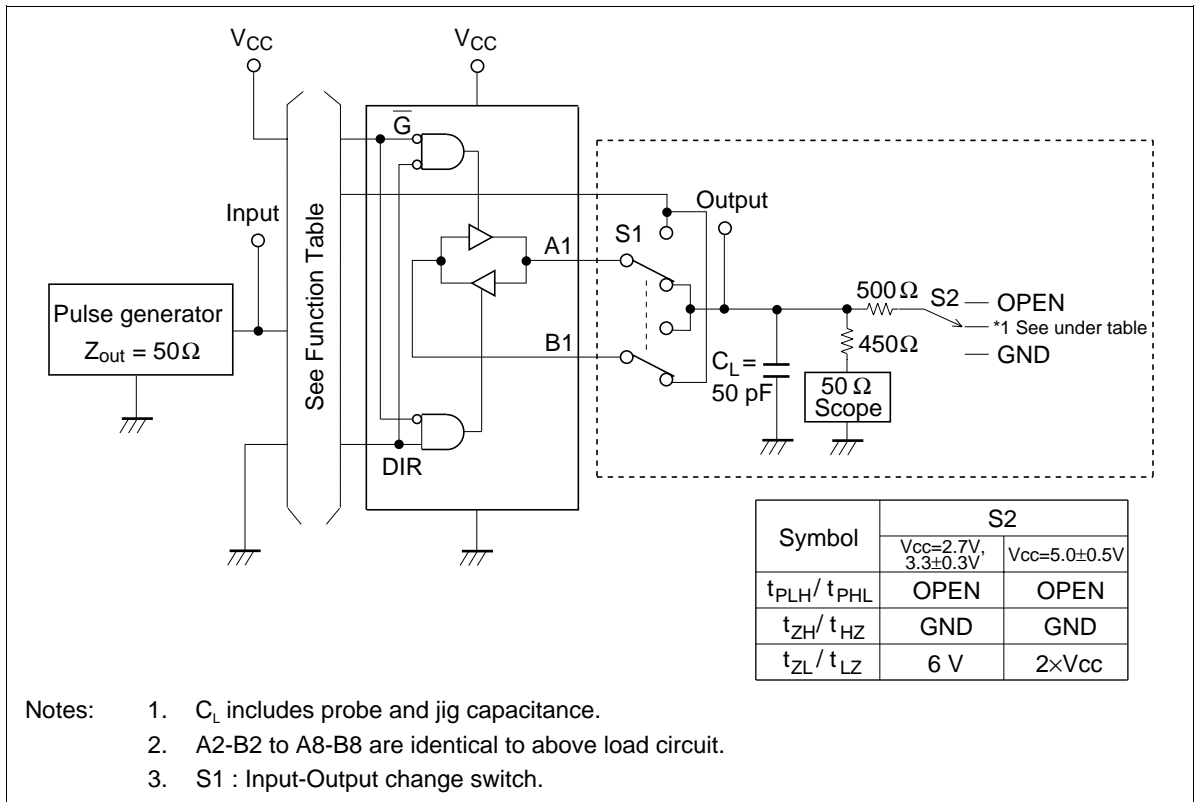 VCC
VCC
G
Input
See Function Table
Pulse generator
Zout = 50Ω
A1
B1
DIR
S1
Output
500Ω
S2
OPEN
*1 See under table
GND
450Ω
CL =
50 pF
50 Ω
Scope
Symbol
S2
Vcc=2.7V,
3.3±0.3V
Vcc=5.0±0.5V
tPLH/ tPHL OPEN OPEN
tZH/ tHZ GND GND
tZL/ tLZ 6 V 2×Vcc
Notes: 1. CL includes probe and jig capacitance.
2. A2-B2 to A8-B8 are identical to above load circuit.
3. S1 : Input-Output change switch.